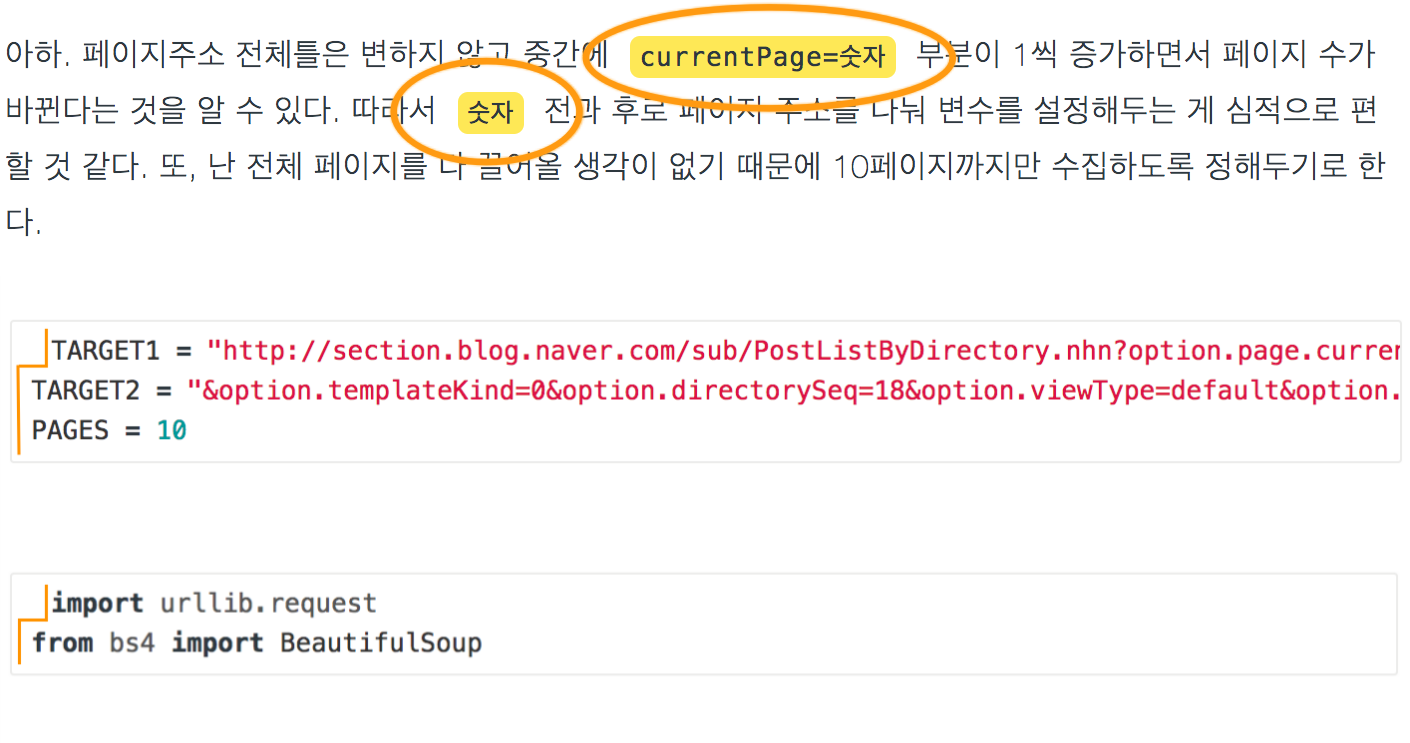 아하. 페이지주소 전체틀은 변하지 않고 중간에 currentPage=숫자 부분이 1씩 증가하면서 페이지 수가
바뀐다는 것을 알 수 있다. 따라서 숫자 전과 후로 페이지 주소를 나눠 변수를 설정해두는 게 심적으로 편
할 것 같다. 또, 난 전체 페이지를 다 끌어올 생각이 없기 때문에 10페이지까지만 수집하도록 정해두기로 한
다.
TARGET1 = "http://section.blog.naver.com/sub/PostListByDirectory.nhn?option.page.curren
TARGET2 = "&option.templateKind=0&option.directorySeq=18&option.viewType=default&option.
PAGES = 10
import urllib.request
from bs4 import BeautifulSoup